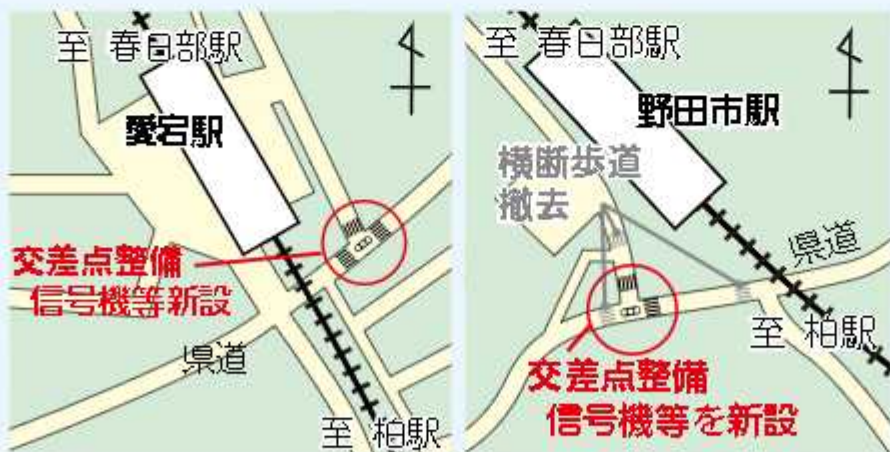 至 春日部駅
愛宕駅
交差点整備
信号機等新設
県道
至 柏駅
至 春日部駅
野田市駅
横断歩道
撤去
県道
至 柏駅
交差点整備
信号機等を新設